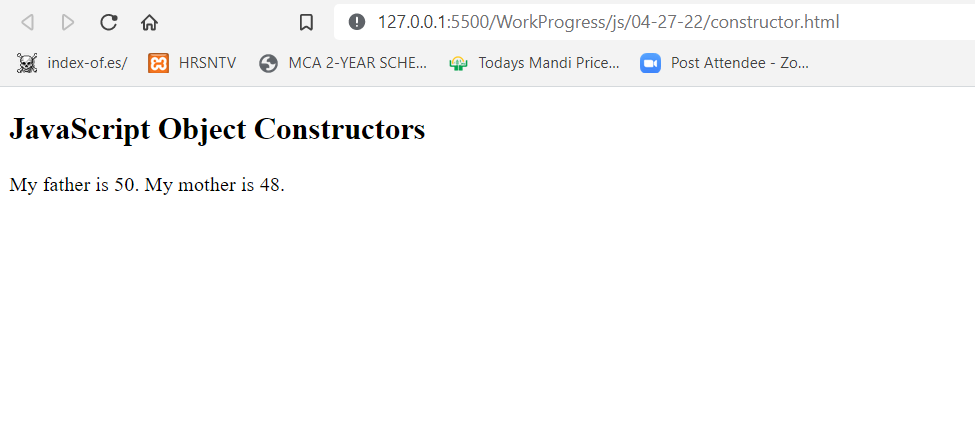 127.0.0.1:5500/WorkProgress/js/04-27-22/constructor.html
index-of.es/ HRSNTV MCA 2-YEAR SCHE... Todays Mandi Price... Post Attendee - Zo...
JavaScript Object Constructors
My father is 50. My mother is 48.